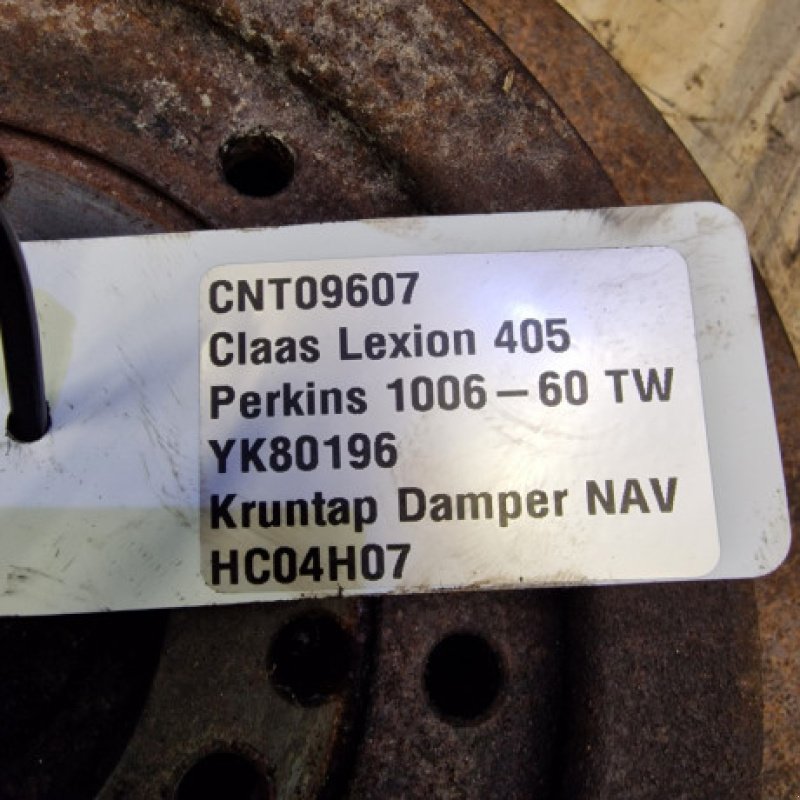 CNT09607
Claas Lexion 405
Perkins 1006-60 TW
YK80196
Kruntap Damper NAV
HC04H07